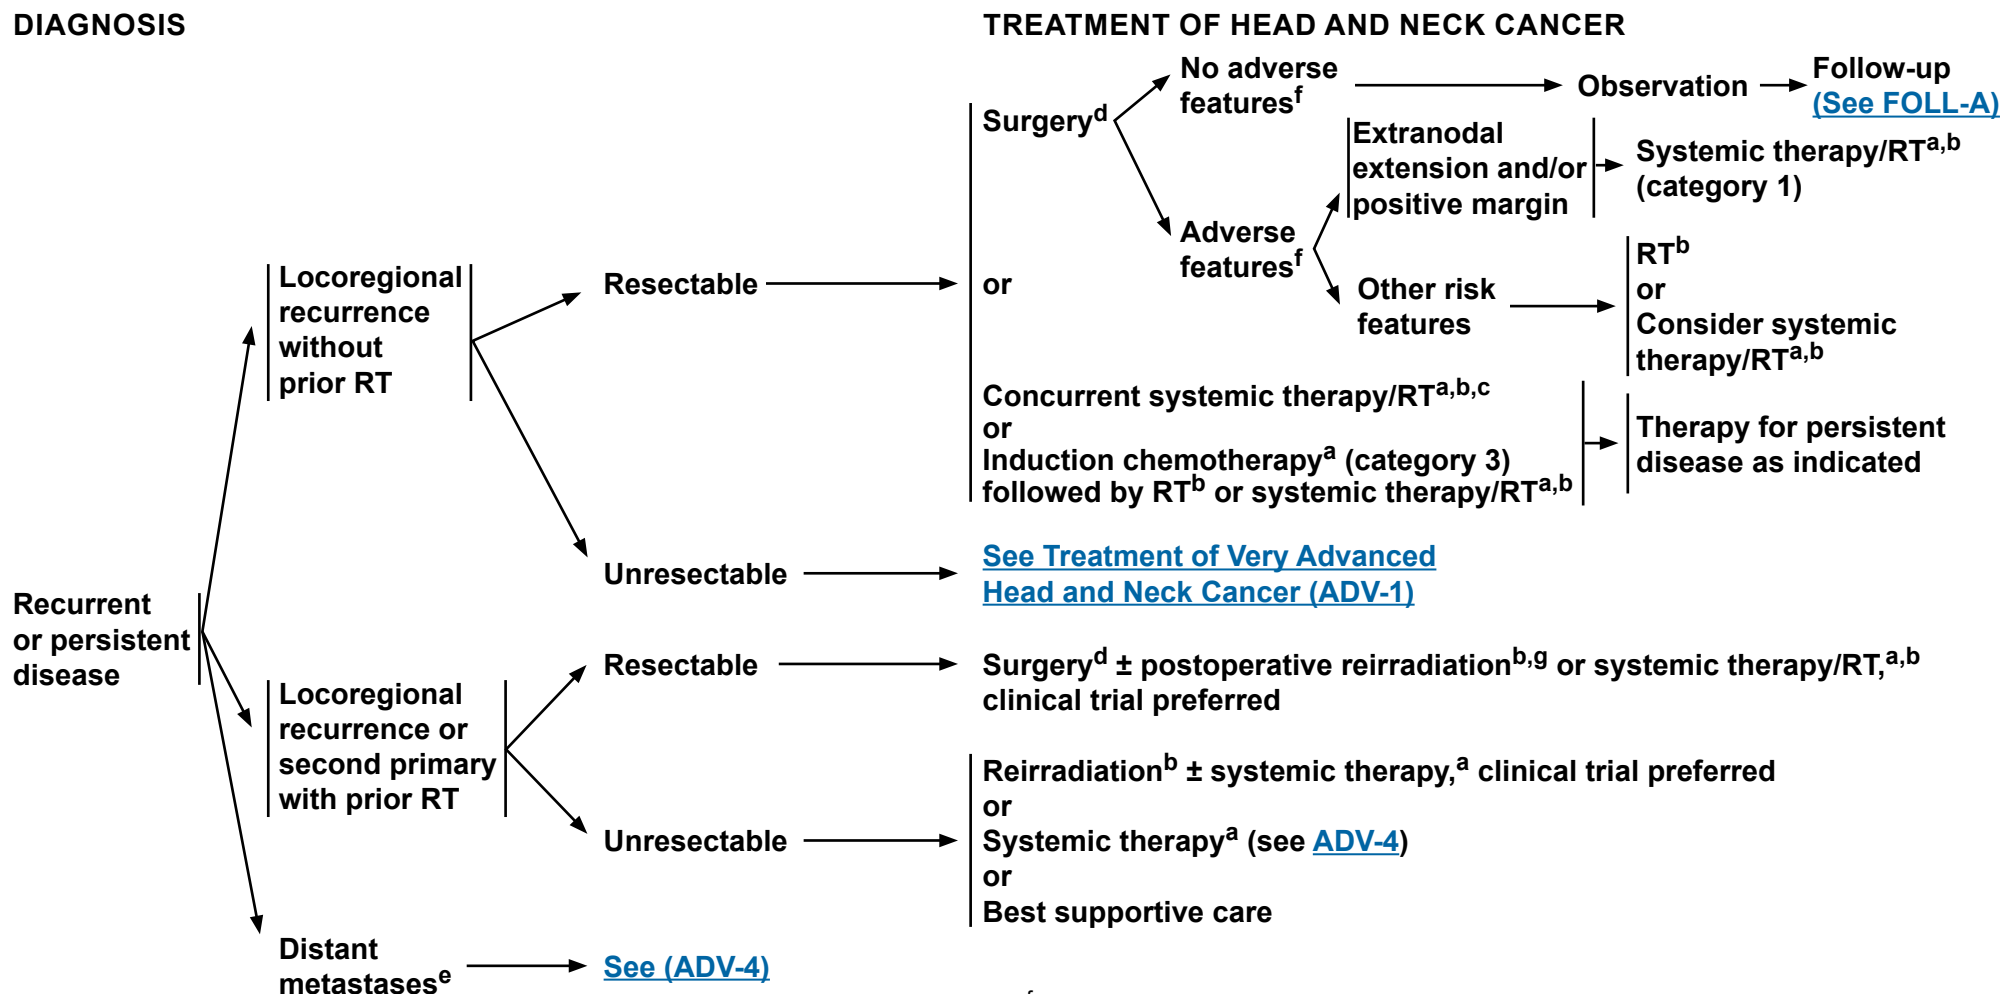 DIAGNOSIS
TREATMENT OF HEAD AND NECK CANCER
Recurrent
or persistent
disease
Locoregional
recurrence
without
prior RT
Resectable
Surgeryd
No adverse
featuresf
Observation
Follow-up
(See FOLL-A)
Adverse
featuresf
Extranodal
extension and/or
positive margin
Systemic therapy/RTa,b
(category 1)
Other risk
features
RTb
or
Consider systemic
therapy/RTa,b
or
Concurrent systemic therapy/RTa,b,c
or
Induction chemotherapya (category 3)
followed by RTb or systemic therapy/RTa,b
Therapy for persistent
disease as indicated
Unresectable
See Treatment of Very Advanced
Head and Neck Cancer (ADV-1)
Locoregional
recurrence or
second primary
with prior RT
Resectable
Surgeryd ± postoperative reirradiationb,g or systemic therapy/RT,a,b
clinical trial preferred
Unresectable
Reirradiationb ± systemic therapy,a clinical trial preferred
or
Systemic therapya (see ADV-4)
or
Best supportive care
Distant
metastasese
See (ADV-4)